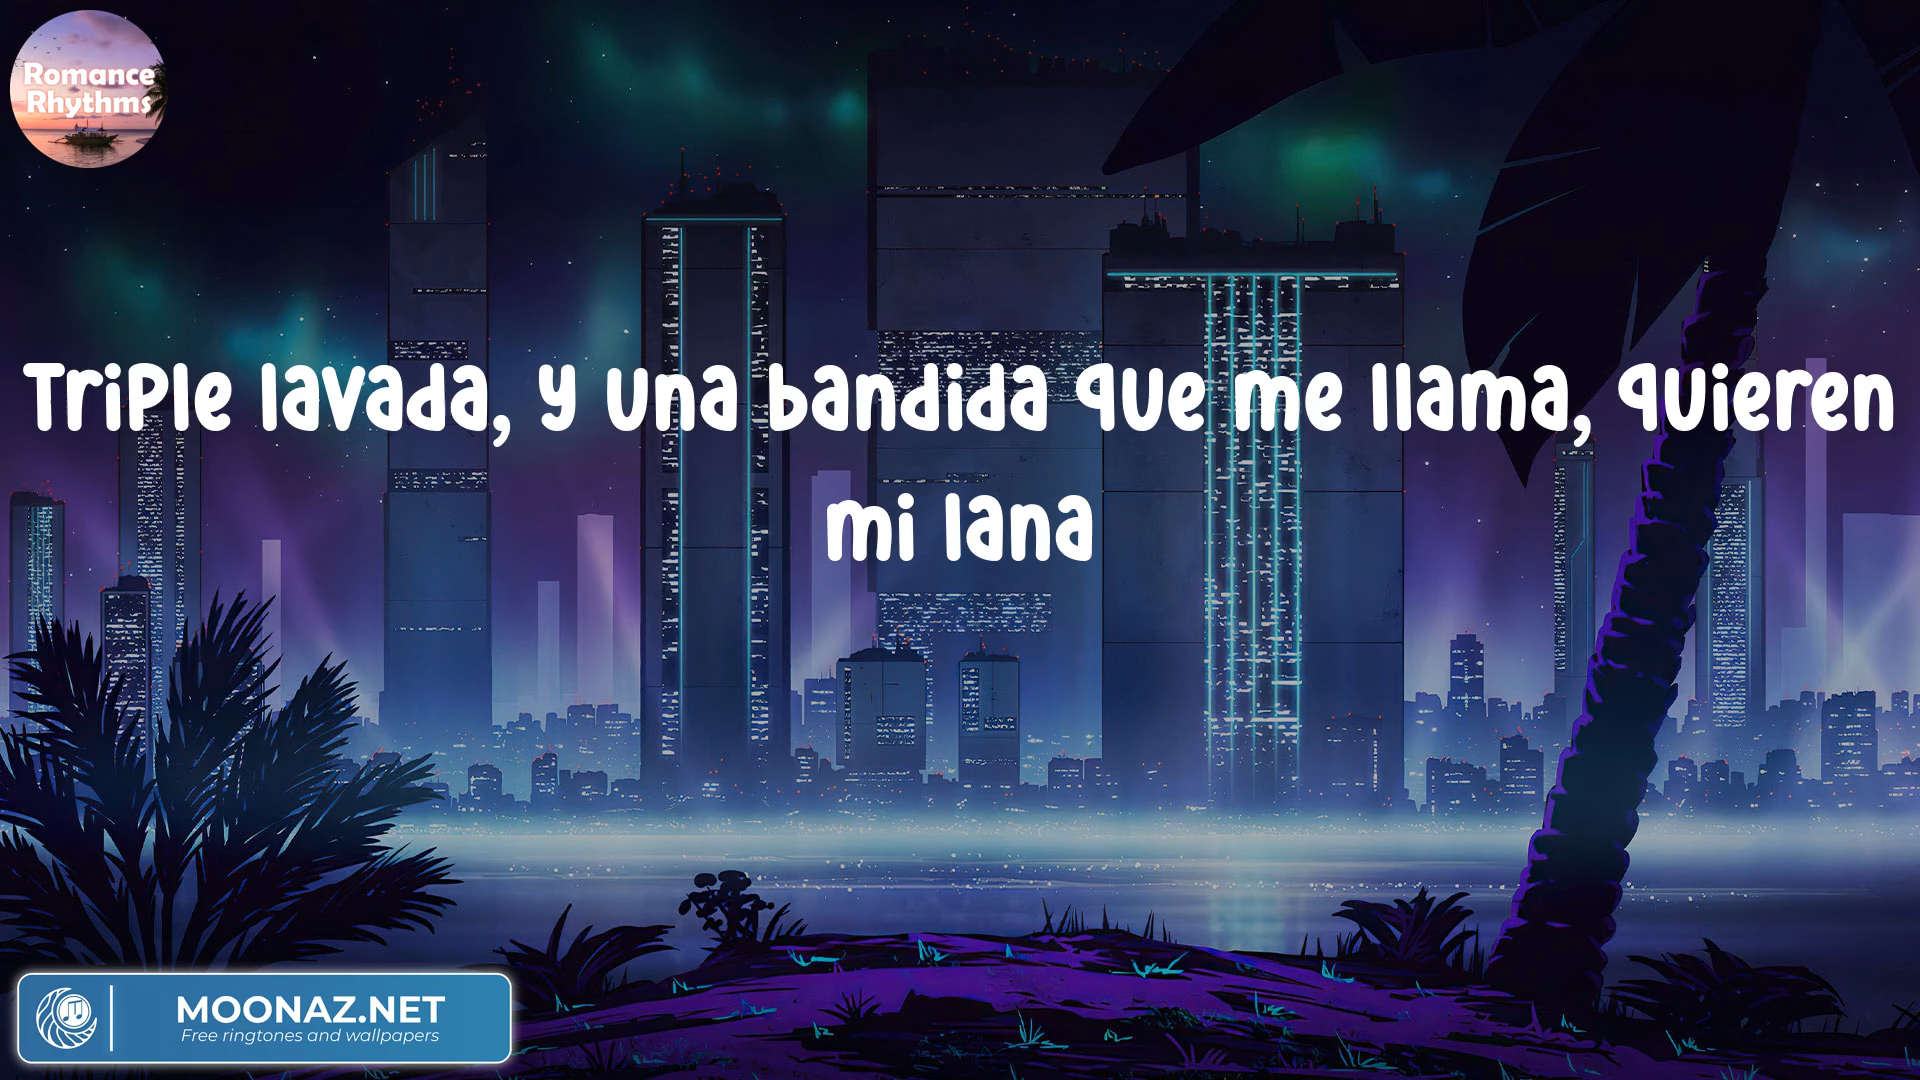 Romance
Rhythms
Triple lavada, y una bandida que me llama, quieren
mi lana
MOONAZ.NET
Free ringtones and wallpapers